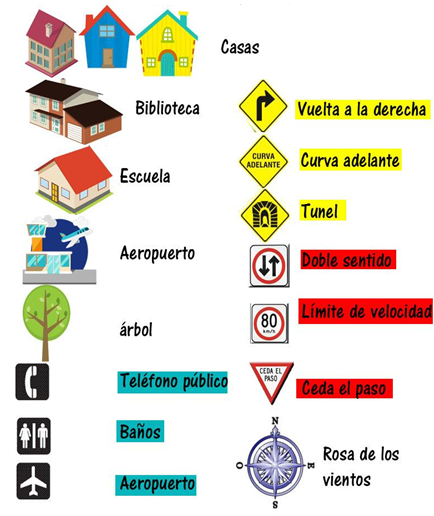 Casas
Biblioteca
Escuela
Aeropuerto
árbol
Teléfono público
Baños
Aeropuerto
Vuelta a la derecha
CURVA
ADELANTE
Curva adelante
Tunel
Doble sentido
80
km/h
Límite de velocidad
CEDA EL
PASO
Ceda el paso
N
O
E
S
Rosa de los
vientos